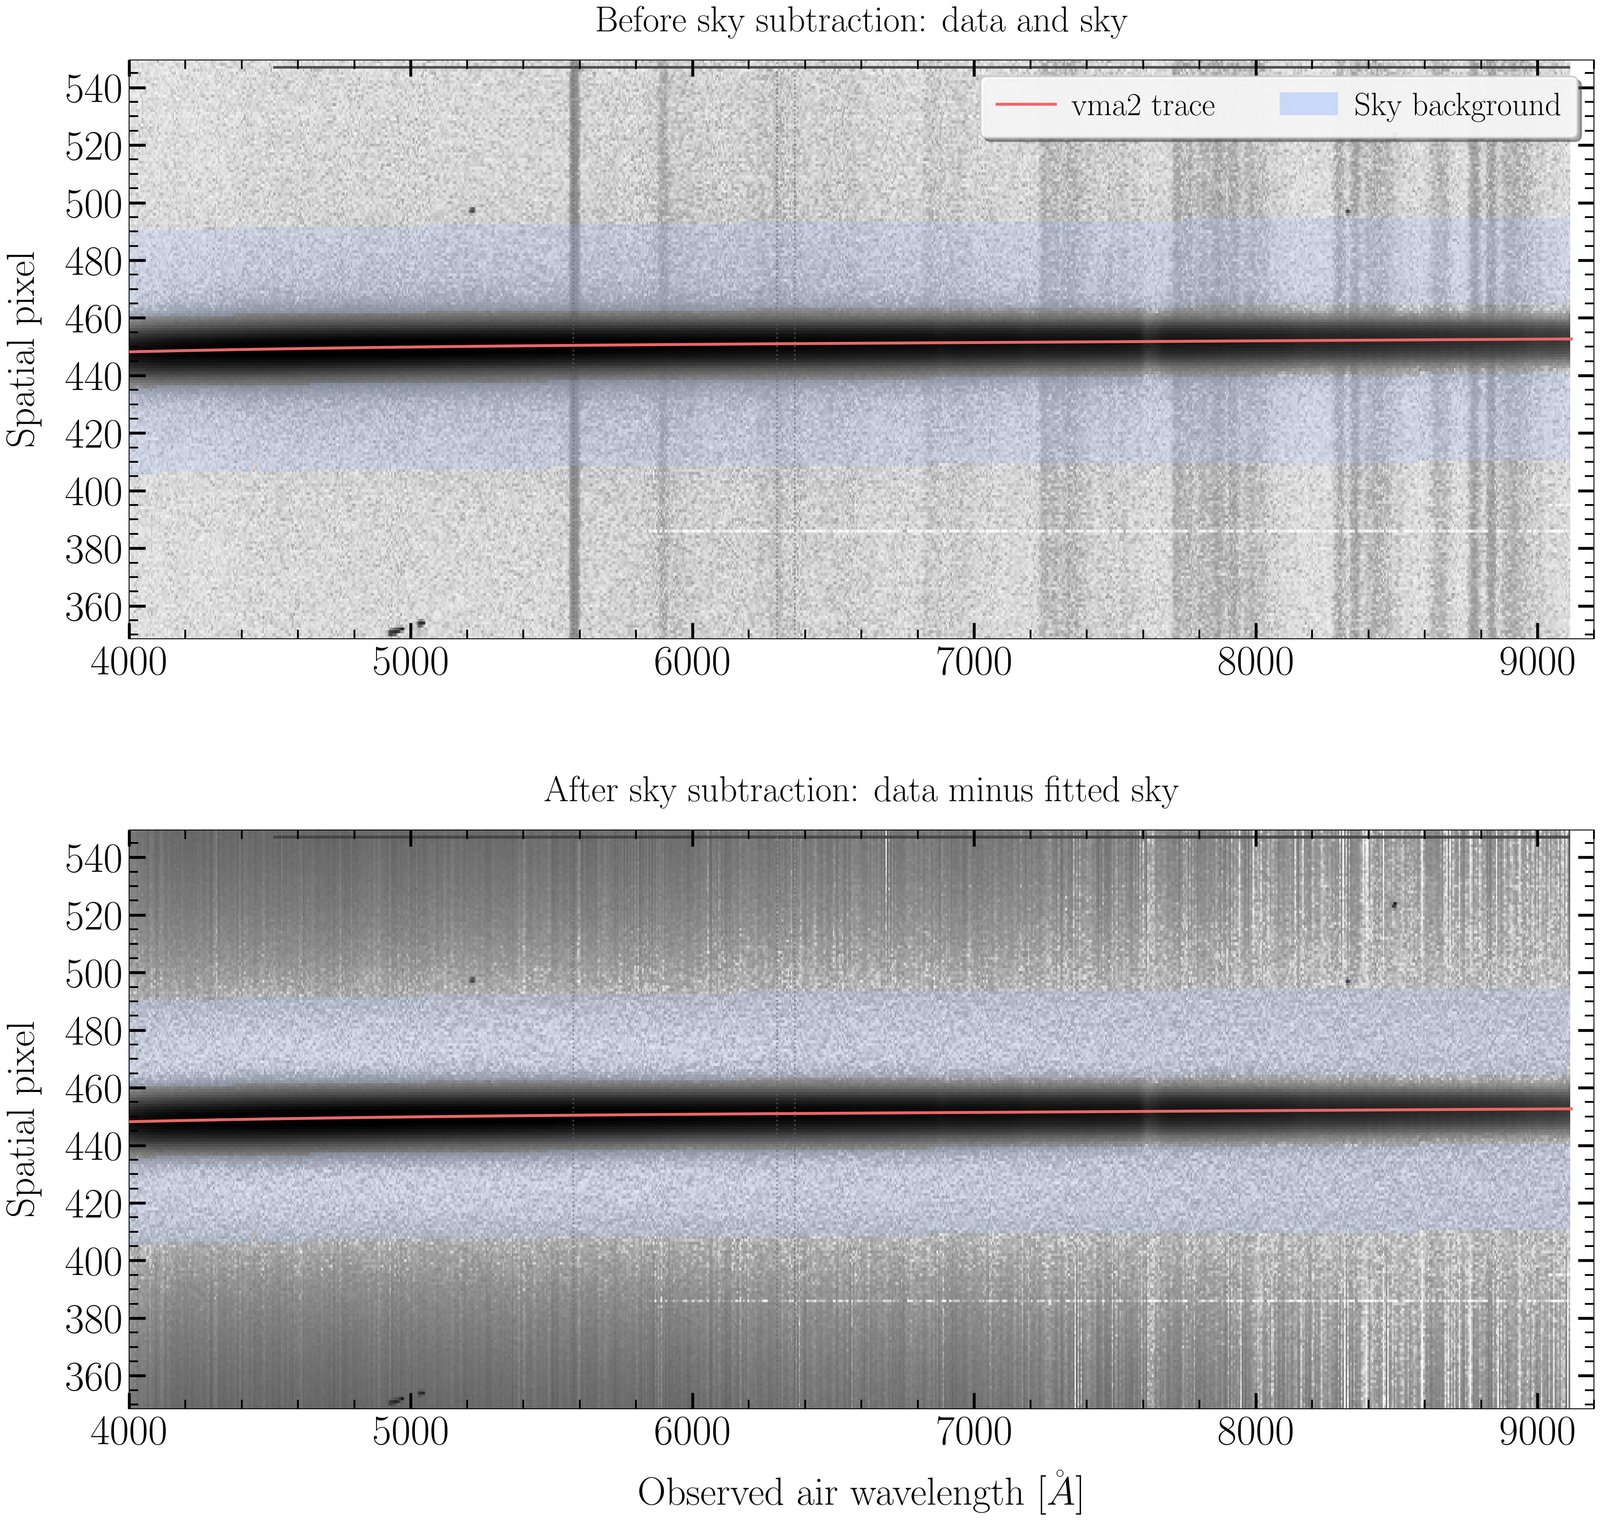 Before sky subtraction: data and sky
vma2 trace
Sky background
540
520
500
480
460
440
420
400
380
360
Spatial pixel
4000 5000 6000 7000 8000 9000
After sky subtraction: data minus fitted sky
540
520
500
480
460
440
420
400
380
360
Spatial pixel
4000 5000 6000 7000 8000 9000
Observed air wavelength [Å]